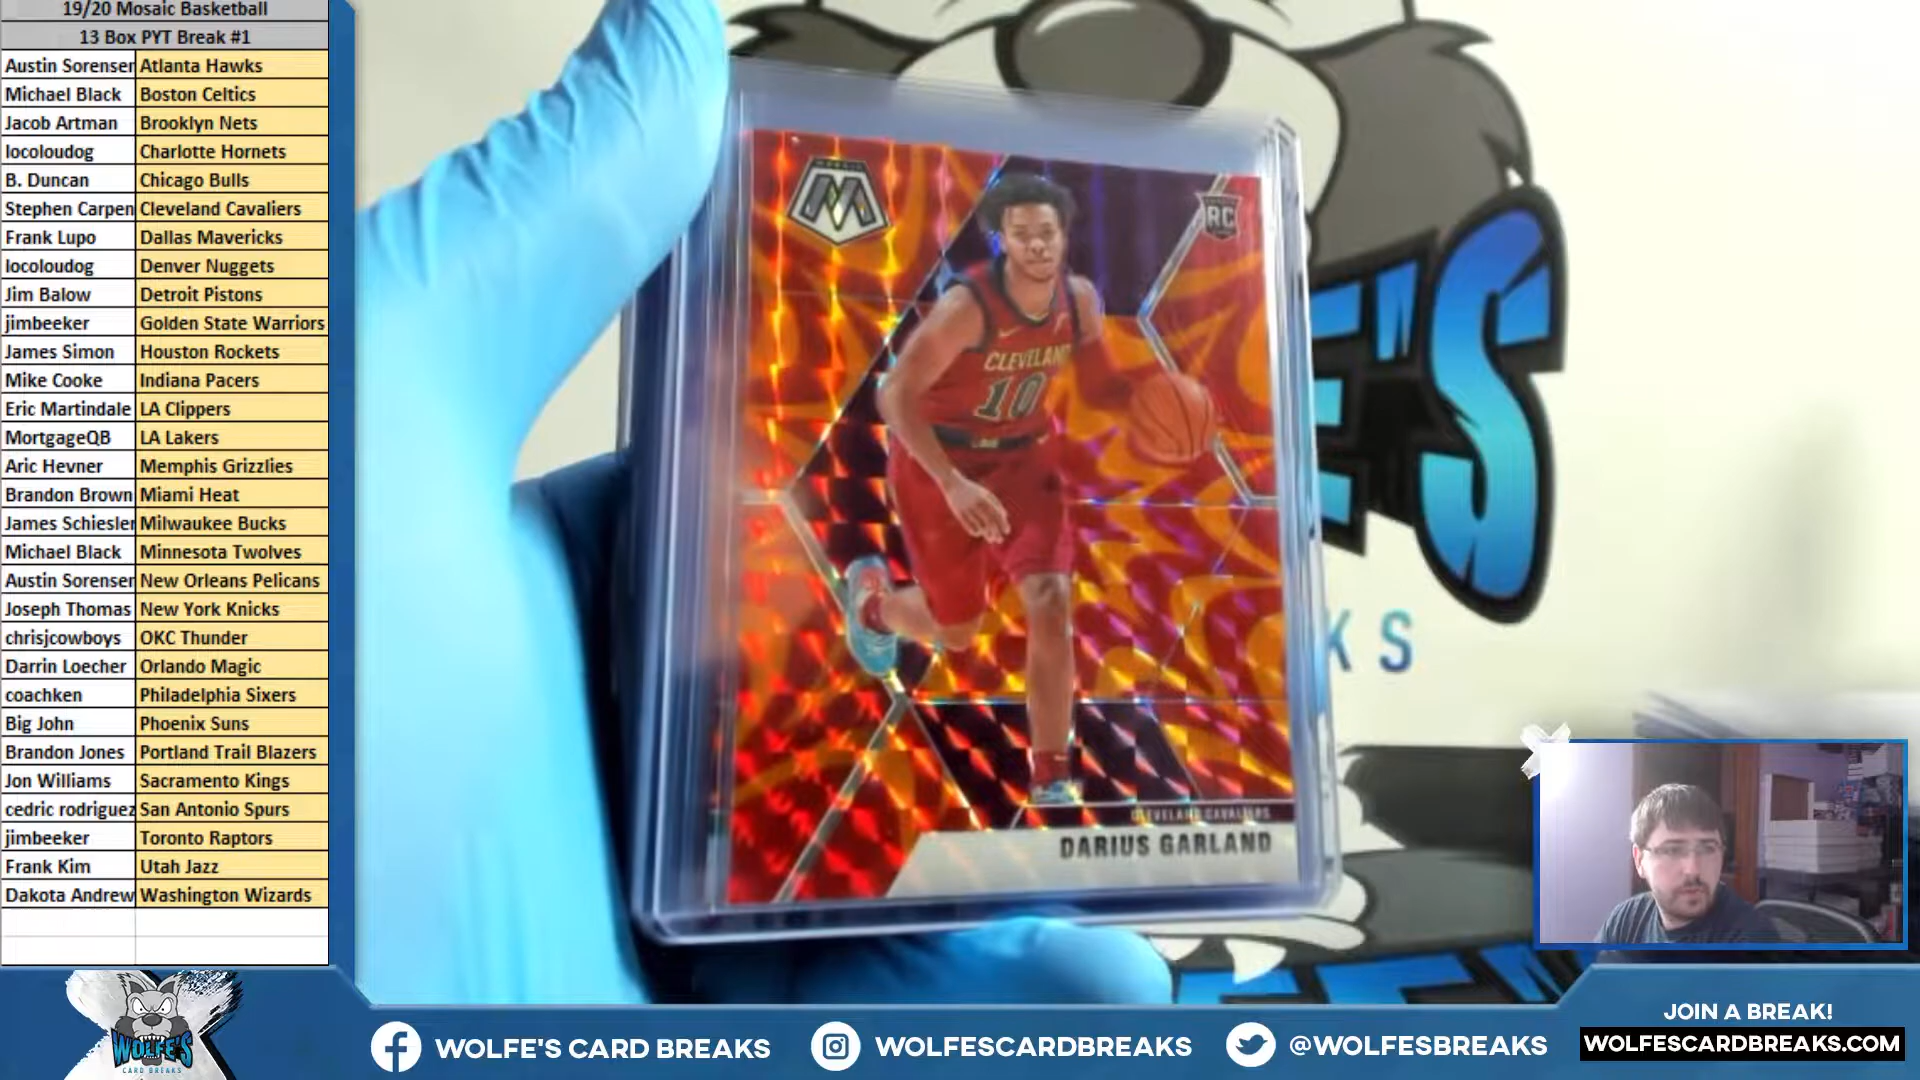 19/20 Mosaic Basketball
13 Box PYT Break #1
Austin Sorenser Atlanta Hawks
Michael Black Boston Celtics
Jacob Artman Brooklyn Nets
locoloudog Charlotte Hornets
B. Duncan Chicago Bulls
Stephen Carpen Cleveland Cavaliers
Frank Lupo Dallas Mavericks
locoloudog Denver Nuggets
Jim Balow Detroit Pistons
jimbeeker Golden State Warriors
James Simon Houston Rockets
Mike Cooke Indiana Pacers
Eric Martindale LA Clippers
MortgageQB LA Lakers
Aric Hevner Memphis Grizzlies
Brandon Brown Miami Heat
James Schiesler Milwaukee Bucks
Michael Black Minnesota Twolves
Austin Sorenser New Orleans Pelicans
Joseph Thomas New York Knicks
chrisjcowboys OKC Thunder
Darrin Loecher Orlando Magic
coachken Philadelphia Sixers
Big John Phoenix Suns
Brandon Jones Portland Trail Blazers
Jon Williams Sacramento Kings
cedric rodriguez San Antonio Spurs
jimbeeker Toronto Raptors
Frank Kim Utah Jazz
Dakota Andrew Washington Wizards
M
RC
CLEVELAND
10
CLEVELAND CAVALIERS
DARIUS GARLAND
E'S
KS
WOLFE'S
CARD BREAKS
WOLFE'S CARD BREAKS
WOLFESCARDBREAKS
@WOLFESBREAKS
JOIN A BREAK!
WOLFESCARDBREAKS.COM